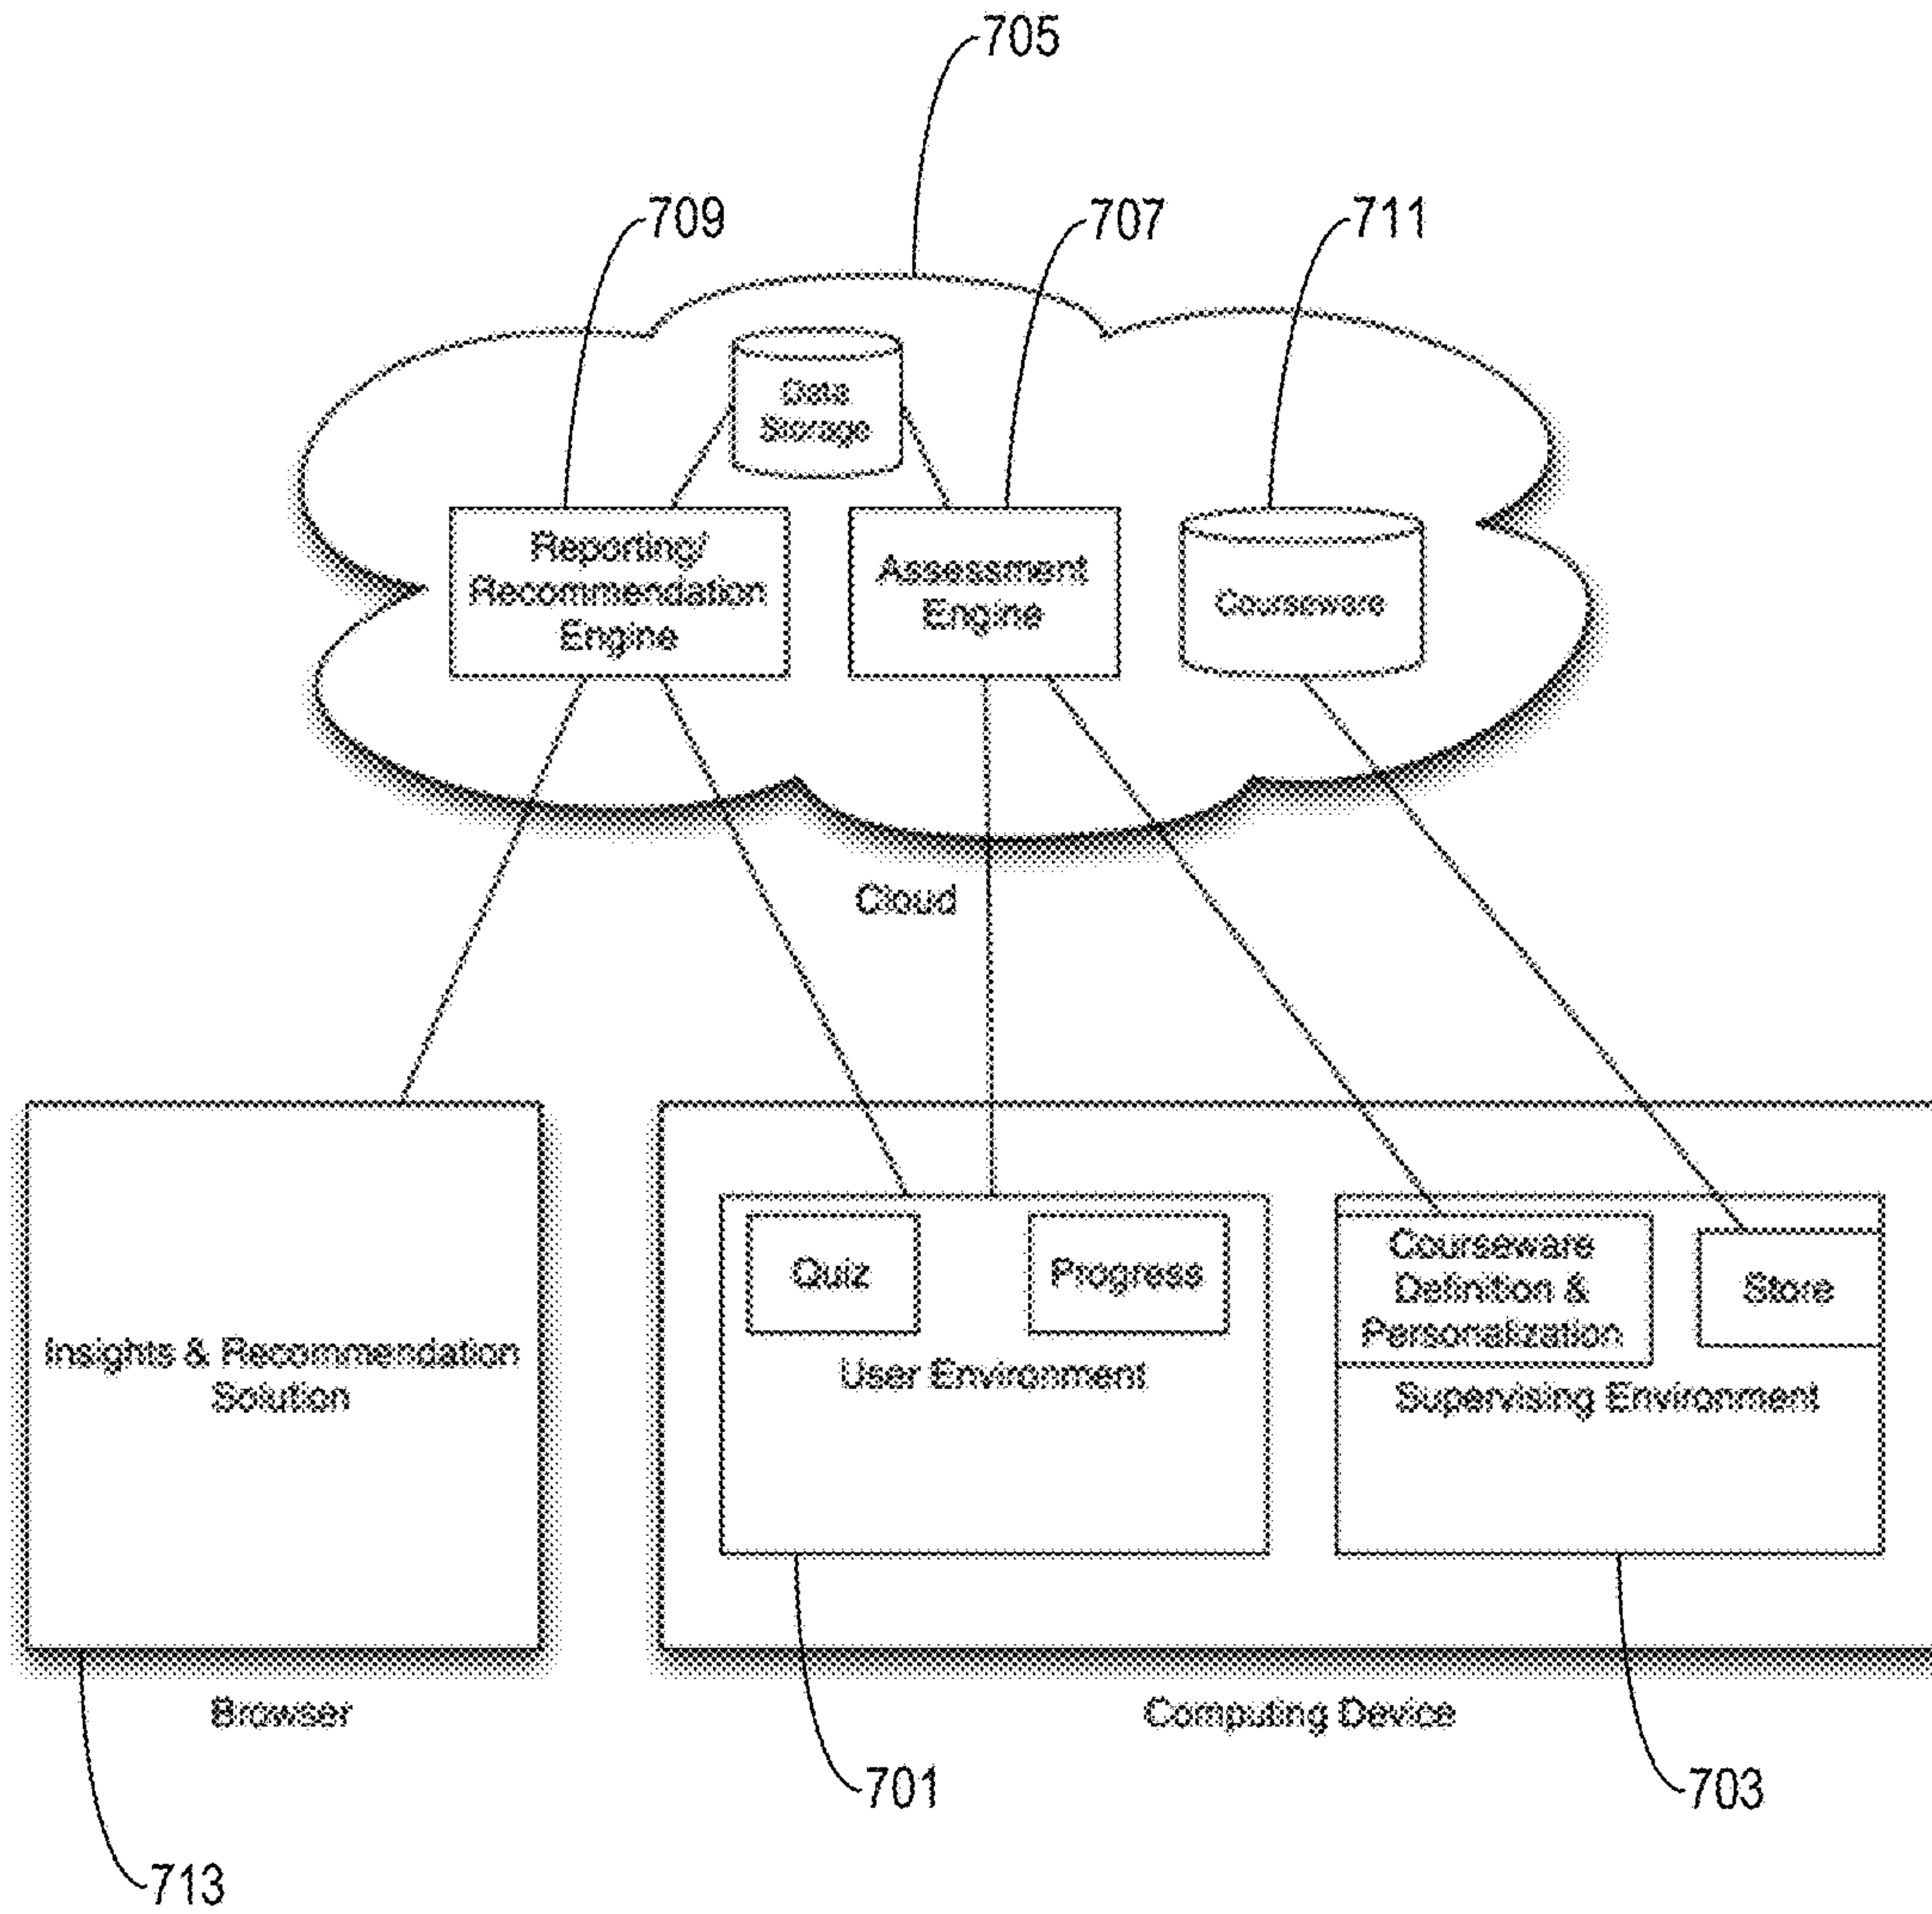 705
709
707
711
Data
Storage
Reporting/
Recommendation
Engine
Assessment
Engine
Courseware
Cloud
Insights & Recommendation
Solution
Browser
Quiz
Progress
User Environment
Courseware
Definition &
Personalization
Store
Supervising Environment
Computing Device
701
703
713